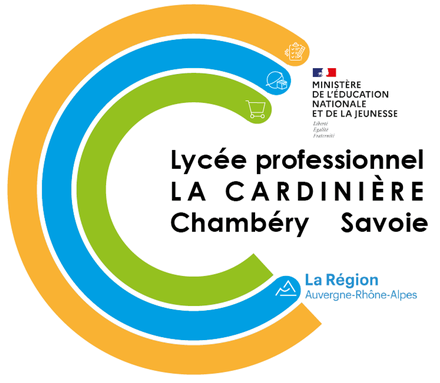 MINISTÈRE
DE L'ÉDUCATION
NATIONALE
ET DE LA JEUNESSE
Liberté
Égalité
Fraternité
Lycée professionnel
LA CARDINIÈRE
Chambéry Savoie
La Région
Auvergne-Rhône-Alpes